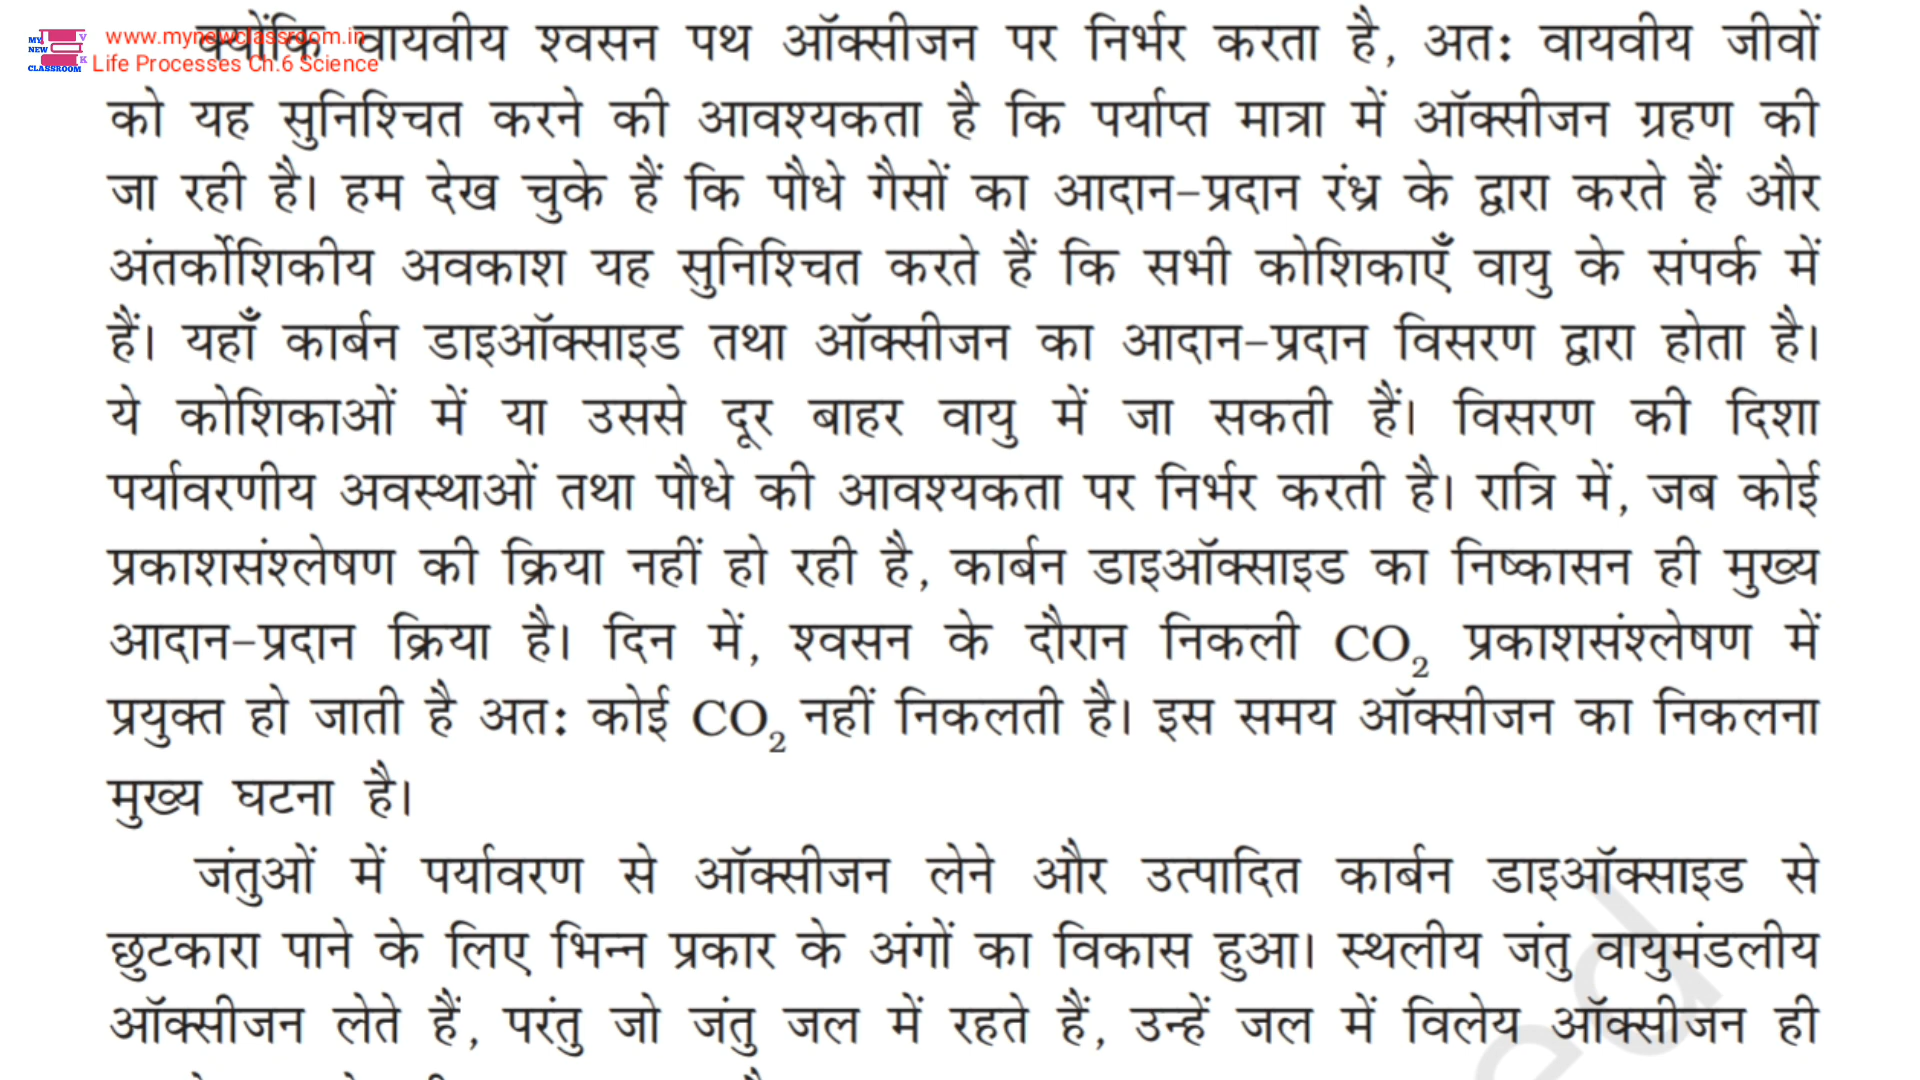 MY NEW CLASSROOM V K
www.mynewclassroom.in
Life Processes Ch.6 Science
क्योंकि वायवीय श्वसन पथ ऑक्सीजन पर निर्भर करता है, अतः वायवीय जीवों
को यह सुनिश्चित करने की आवश्यकता है कि पर्याप्त मात्रा में ऑक्सीजन ग्रहण की
जा रही है। हम देख चुके हैं कि पौधे गैसों का आदान-प्रदान रंध्र के द्वारा करते हैं और
अंतर्कोशिकीय अवकाश यह सुनिश्चित करते हैं कि सभी कोशिकाएँ वायु के संपर्क में
हैं। यहाँ कार्बन डाइऑक्साइड तथा ऑक्सीजन का आदान-प्रदान विसरण द्वारा होता है।
ये कोशिकाओं में या उससे दूर बाहर वायु में जा सकती हैं। विसरण की दिशा
पर्यावरणीय अवस्थाओं तथा पौधे की आवश्यकता पर निर्भर करती है। रात्रि में, जब कोई
प्रकाशसंश्लेषण की क्रिया नहीं हो रही है, कार्बन डाइऑक्साइड का निष्कासन ही मुख्य
आदान-प्रदान क्रिया है। दिन में, श्वसन के दौरान निकली CO₂ प्रकाशसंश्लेषण में
प्रयुक्त हो जाती है अतः कोई CO₂ नहीं निकलती है। इस समय ऑक्सीजन का निकलना
मुख्य घटना है।
जंतुओं में पर्यावरण से ऑक्सीजन लेने और उत्पादित कार्बन डाइऑक्साइड से
छुटकारा पाने के लिए भिन्न प्रकार के अंगों का विकास हुआ। स्थलीय जंतु वायुमंडलीय
ऑक्सीजन लेते हैं, परंतु जो जंतु जल में रहते हैं, उन्हें जल में विलेय ऑक्सीजन ही